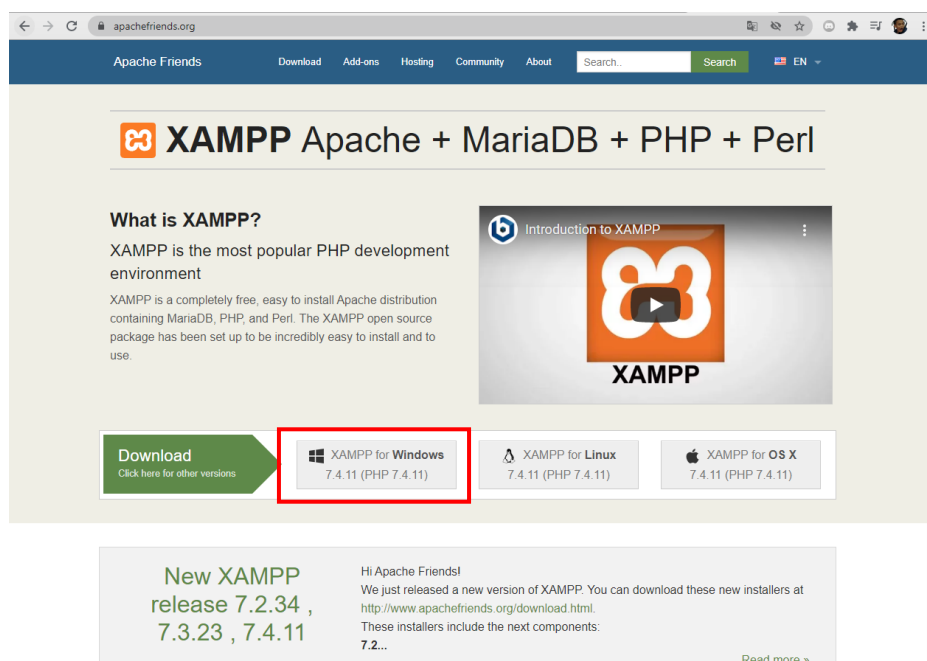 apachefriends.org
Apache Friends Download Add-ons Hosting Community About Search.. Search EN
XAMPP Apache + MariaDB + PHP + Perl
What is XAMPP?
XAMPP is the most popular PHP development
environment
XAMPP is a completely free, easy to install Apache distribution
containing MariaDB, PHP, and Perl. The XAMPP open source
package has been set up to be incredibly easy to install and to
use.
Introduction to XAMPP
XAMPP
Download
Click here for other versions
XAMPP for Windows
7.4.11 (PHP 7.4.11)
XAMPP for Linux
7.4.11 (PHP 7.4.11)
XAMPP for OS X
7.4.11 (PHP 7.4.11)
New XAMPP
release 7.2.34 ,
7.3.23 , 7.4.11
Hi Apache Friends!
We just released a new version of XAMPP. You can download these new installers at
http://www.apachefriends.org/download.html.
These installers include the next components:
7.2...
Read more »